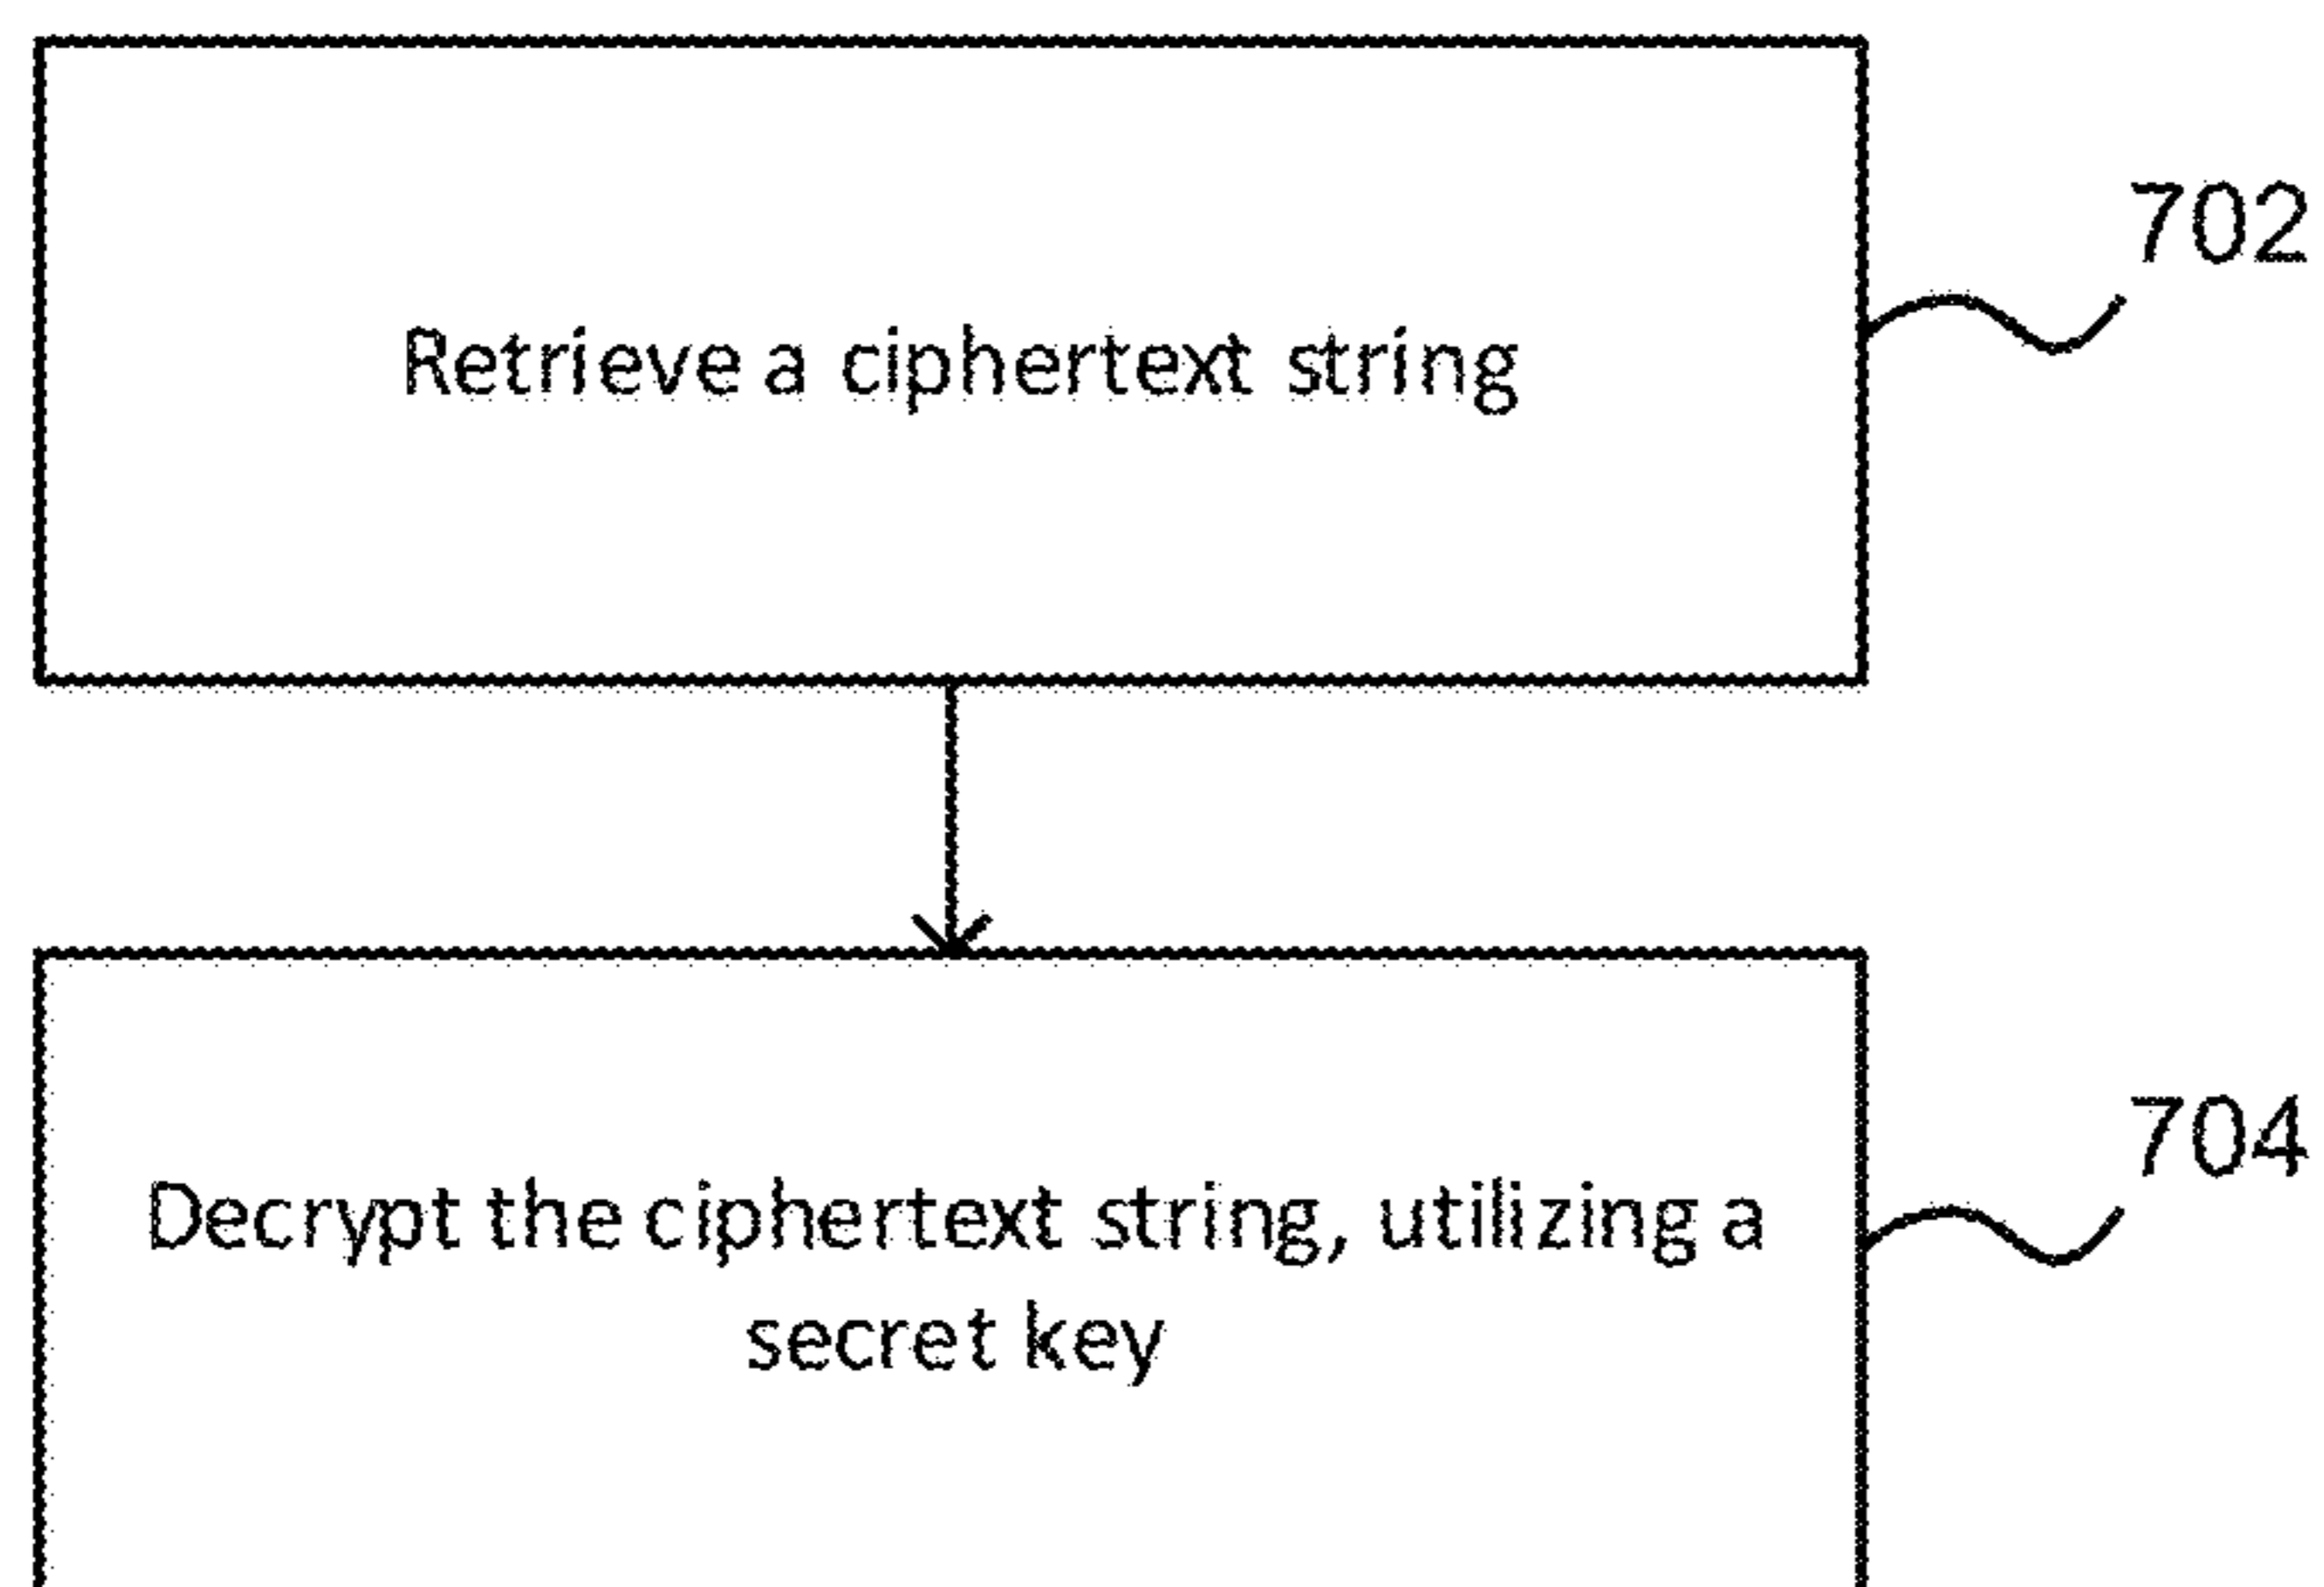 702
Retrieve a ciphertext string
704
Decrypt the ciphertext string, utilizing a
secret key